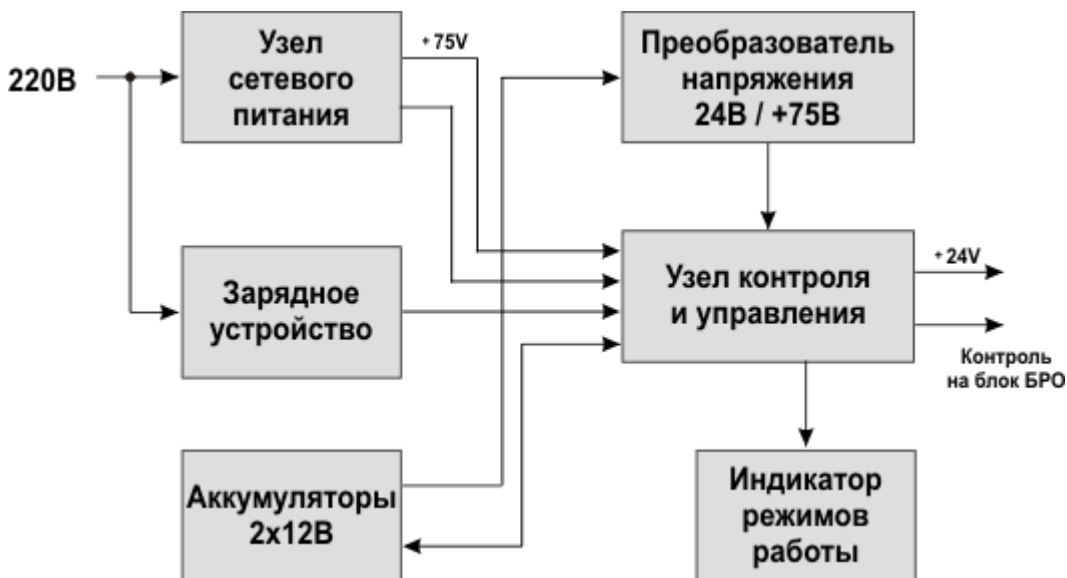 220В
Узел
сетевого
питания
+75V
Преобразователь
напряжения
24В / +75В
Зарядное
устройство
Узел контроля
и управления
+24V
Контроль
на блок БРО
Аккумуляторы
2x12В
Индикатор
режимов
работы